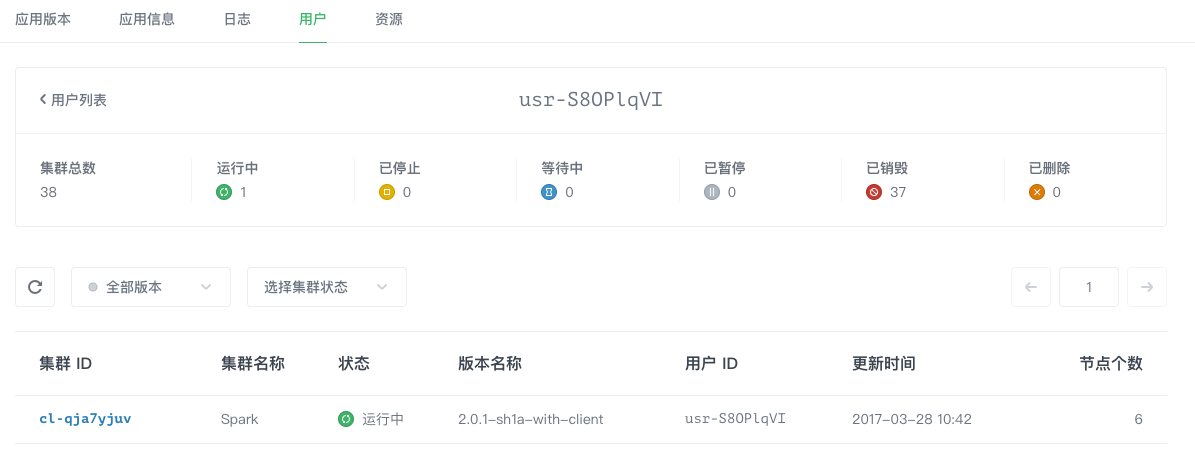 应用版本 应用信息 日志 用户 资源
用户列表 usr-S8OPlqVI
集群总数 运行中 已停止 等待中 已暂停 已销毁 已删除
38 1 0 0 0 37 0
全部版本 选择集群状态 1
集群 ID 集群名称 状态 版本名称 用户 ID 更新时间 节点个数
cl-qja7yjuv Spark 运行中 2.0.1-sh1a-with-client usr-S8OPlqVI 2017-03-28 10:42 6